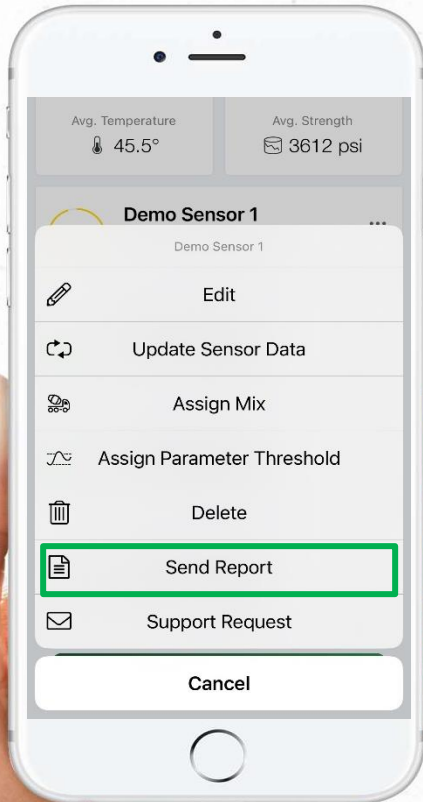 Avg. Temperature
45.5°
Avg. Strength
3612 psi
Demo Sensor 1
Demo Sensor 1
Edit
Update Sensor Data
Assign Mix
Assign Parameter Threshold
Delete
Send Report
Support Request
Cancel